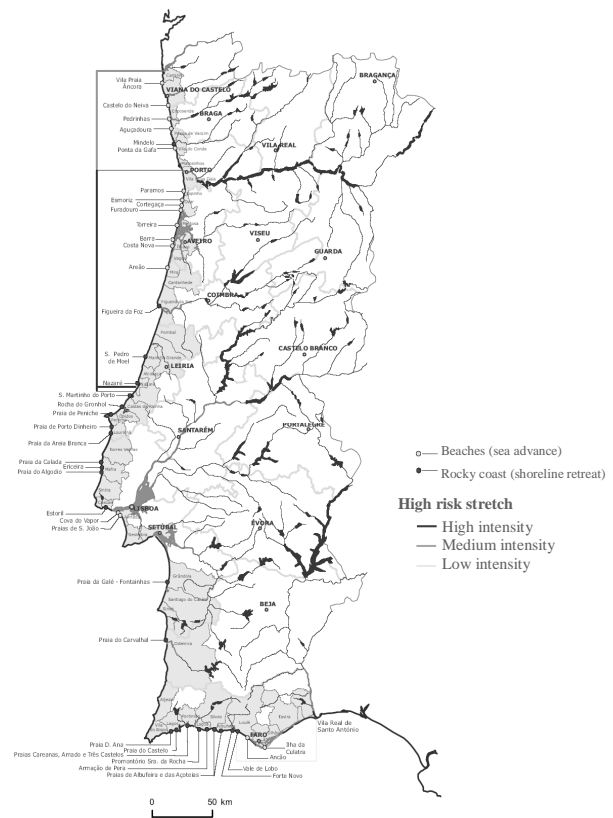 BRAGANÇA
Vila Praia
Âncora
VIANA DO CASTELO
Castelo do Neiva
Pedrinhas
BRAGA
Aguçadoura
Mindelo
Ponta da Gafa
VILA REAL
PORTO
Paramos
Esmoriz
Cortegaça
Furadouro
Torreira
VISEU
Barra
Costa Nova
AVEIRO
GUARDA
Areão
COIMBRA
Figueira da Foz
CASTELO BRANCO
S. Pedro
de Moel
LEIRIA
Nazaré
S. Martinho do Porto
Rocha do Gronhol
Praia de Peniche
Praia de Porto Dinheiro
SANTARÉM
PORTALEGRE
Praia da Areia Branca
Beaches (sea advance)
Praia da Calada
Ericeira
Praia do Algodio
Rocky coast (shoreline retreat)
High risk stretch
Estoril
LISBOA
Cova do Vapor
Praias de S. João
SETÚBAL
ÉVORA
High intensity
Medium intensity
Low intensity
Praia da Galé - Fontainhas
Grândola
BEJA
Praia do Carvalhal
Praia D. Ana
Praia do Castelo
Praias Careanas, Amado e Três Castelos
Promontório Sra. da Rocha
Armação de Pera
Praias de Albufeira e das Açoteias
FARO
Vila Real de
Santo António
Ilha da
Culatra
Ancão
Vale de Lobo
Forte Novo
0 50 km